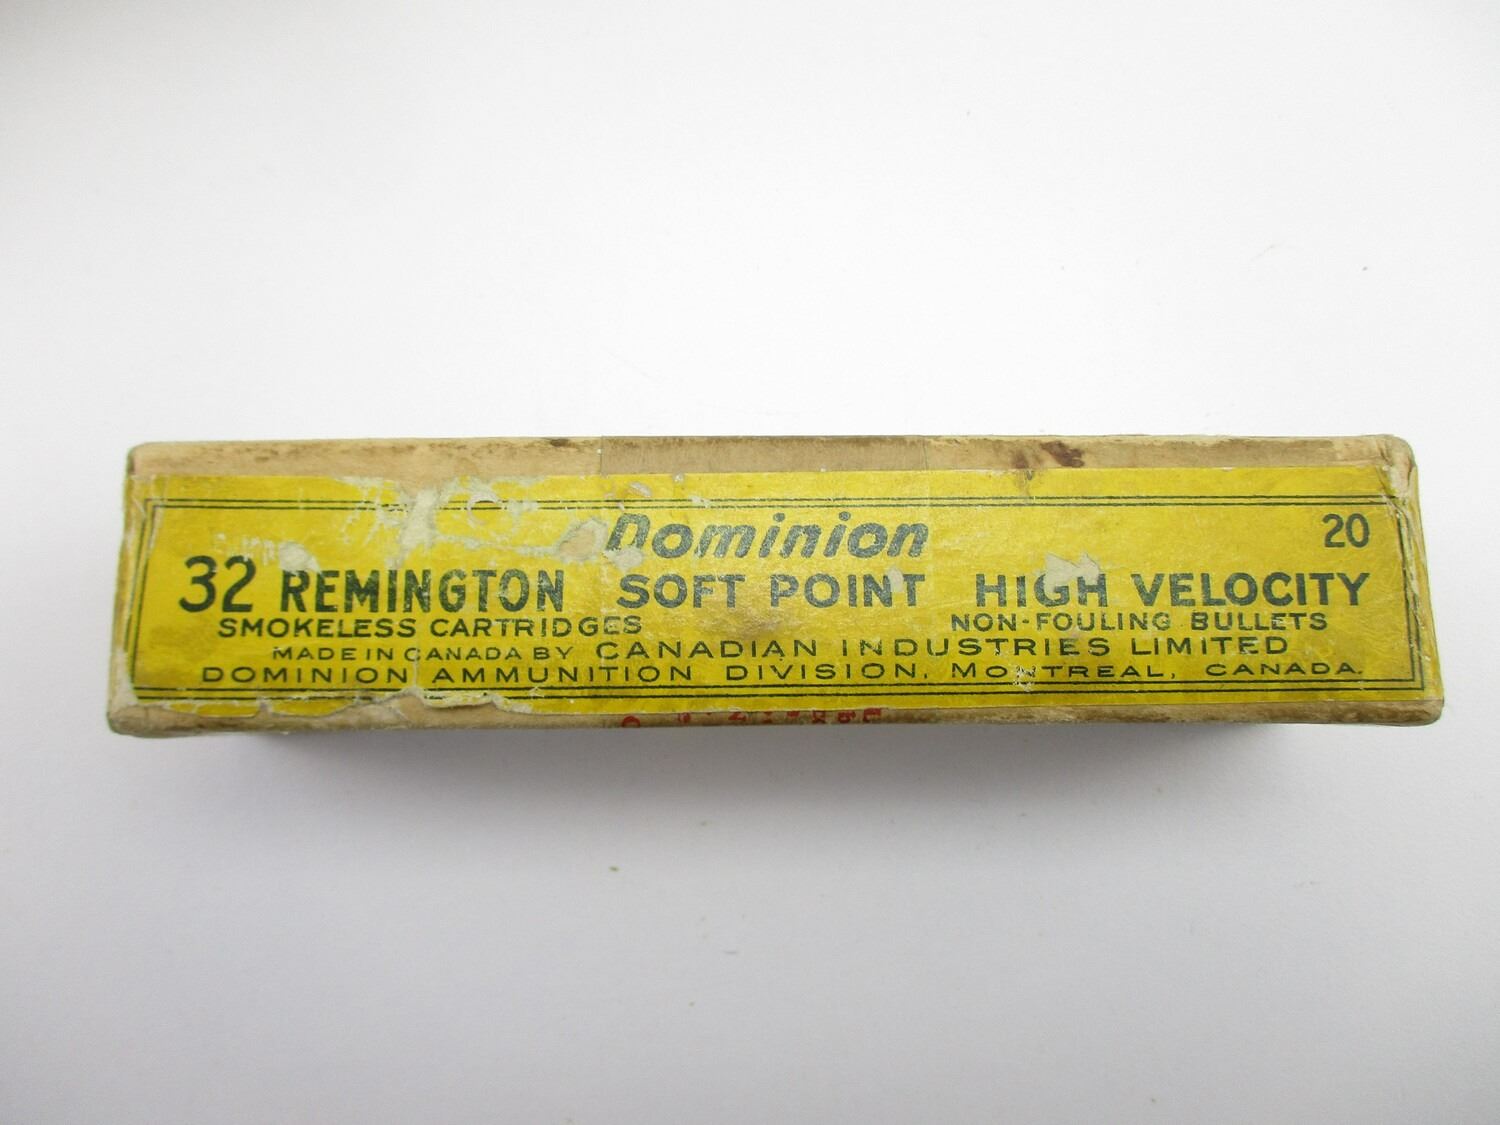 Dominion
20
32 REMINGTON SOFT POINT HIGH VELOCITY
SMOKELESS CARTRIDGES NON-FOULING BULLETS
MADE IN CANADA BY CANADIAN INDUSTRIES LIMITED
DOMINION AMMUNITION DIVISION, MONTREAL, CANADA.